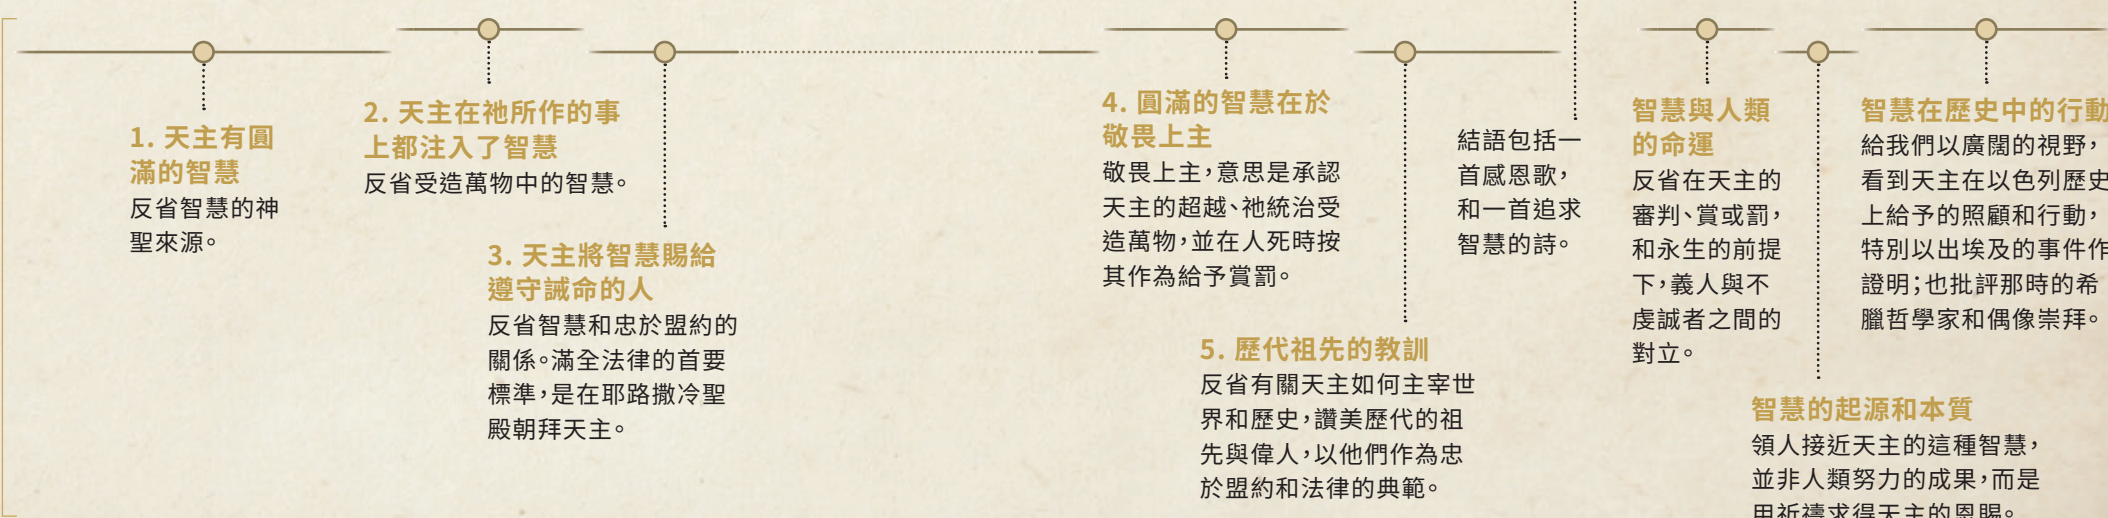 1. 天主有圓
滿的智慧
反省智慧的神
聖來源。
2. 天主在祂所作的事
上都注入了智慧
反省受造萬物中的智慧。
3. 天主將智慧賜給
遵守誡命的人
反省智慧和忠於盟約的
關係。滿全法律的首要
標準，是在耶路撒冷聖
殿朝拜天主。
4. 圓滿的智慧在於
敬畏上主
敬畏上主，意思是承認
天主的超越、祂統治受
造萬物，並在人死時按
其作為給予賞罰。
5. 歷代祖先的教訓
反省有關天主如何主宰世
界和歷史，讚美歷代的祖
先與偉人，以他們作為忠
於盟約和法律的典範。
結語包括一
首感恩歌，
和一首追求
智慧的詩。
智慧與人類
的命運
反省在天主的
審判、賞或罰，
和永生的前提
下，義人與不
虔誠者之間的
對立。
智慧的起源和本質
領人接近天主的這種智慧，
並非人類努力的成果，而是
用祈禱求得天主的恩賜。
智慧在歷史中的行動
給我們以廣闊的視野，
看到天主在以色列歷史
上給予的照顧和行動，
特別以出埃及的事件作
證明；也批評那時的希
臘哲學家和偶像崇拜。